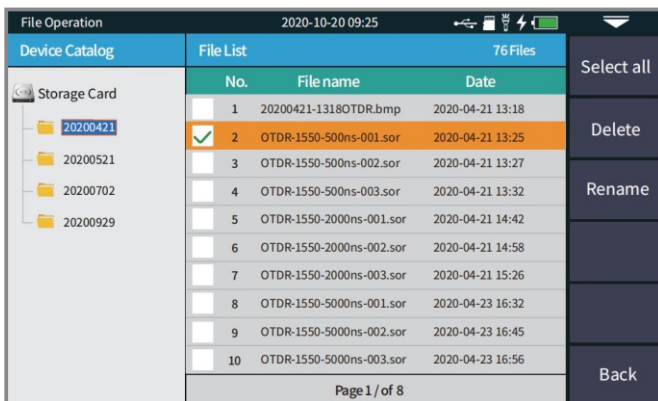 File Operation 2020-10-20 09:25
Device Catalog
Storage Card
20200421
20200521
20200702
20200929
File List 76 Files
No. File name Date
1 20200421-1318OTDR.bmp 2020-04-21 13:18
2 OTDR-1550-500ns-001.sor 2020-04-21 13:25
3 OTDR-1550-500ns-002.sor 2020-04-21 13:27
4 OTDR-1550-500ns-003.sor 2020-04-21 13:32
5 OTDR-1550-2000ns-001.sor 2020-04-21 14:42
6 OTDR-1550-2000ns-002.sor 2020-04-21 14:58
7 OTDR-1550-2000ns-003.sor 2020-04-21 15:26
8 OTDR-1550-5000ns-001.sor 2020-04-23 16:32
9 OTDR-1550-5000ns-002.sor 2020-04-23 16:45
10 OTDR-1550-5000ns-003.sor 2020-04-23 16:56
Page 1 / of 8
Select all
Delete
Rename
Back